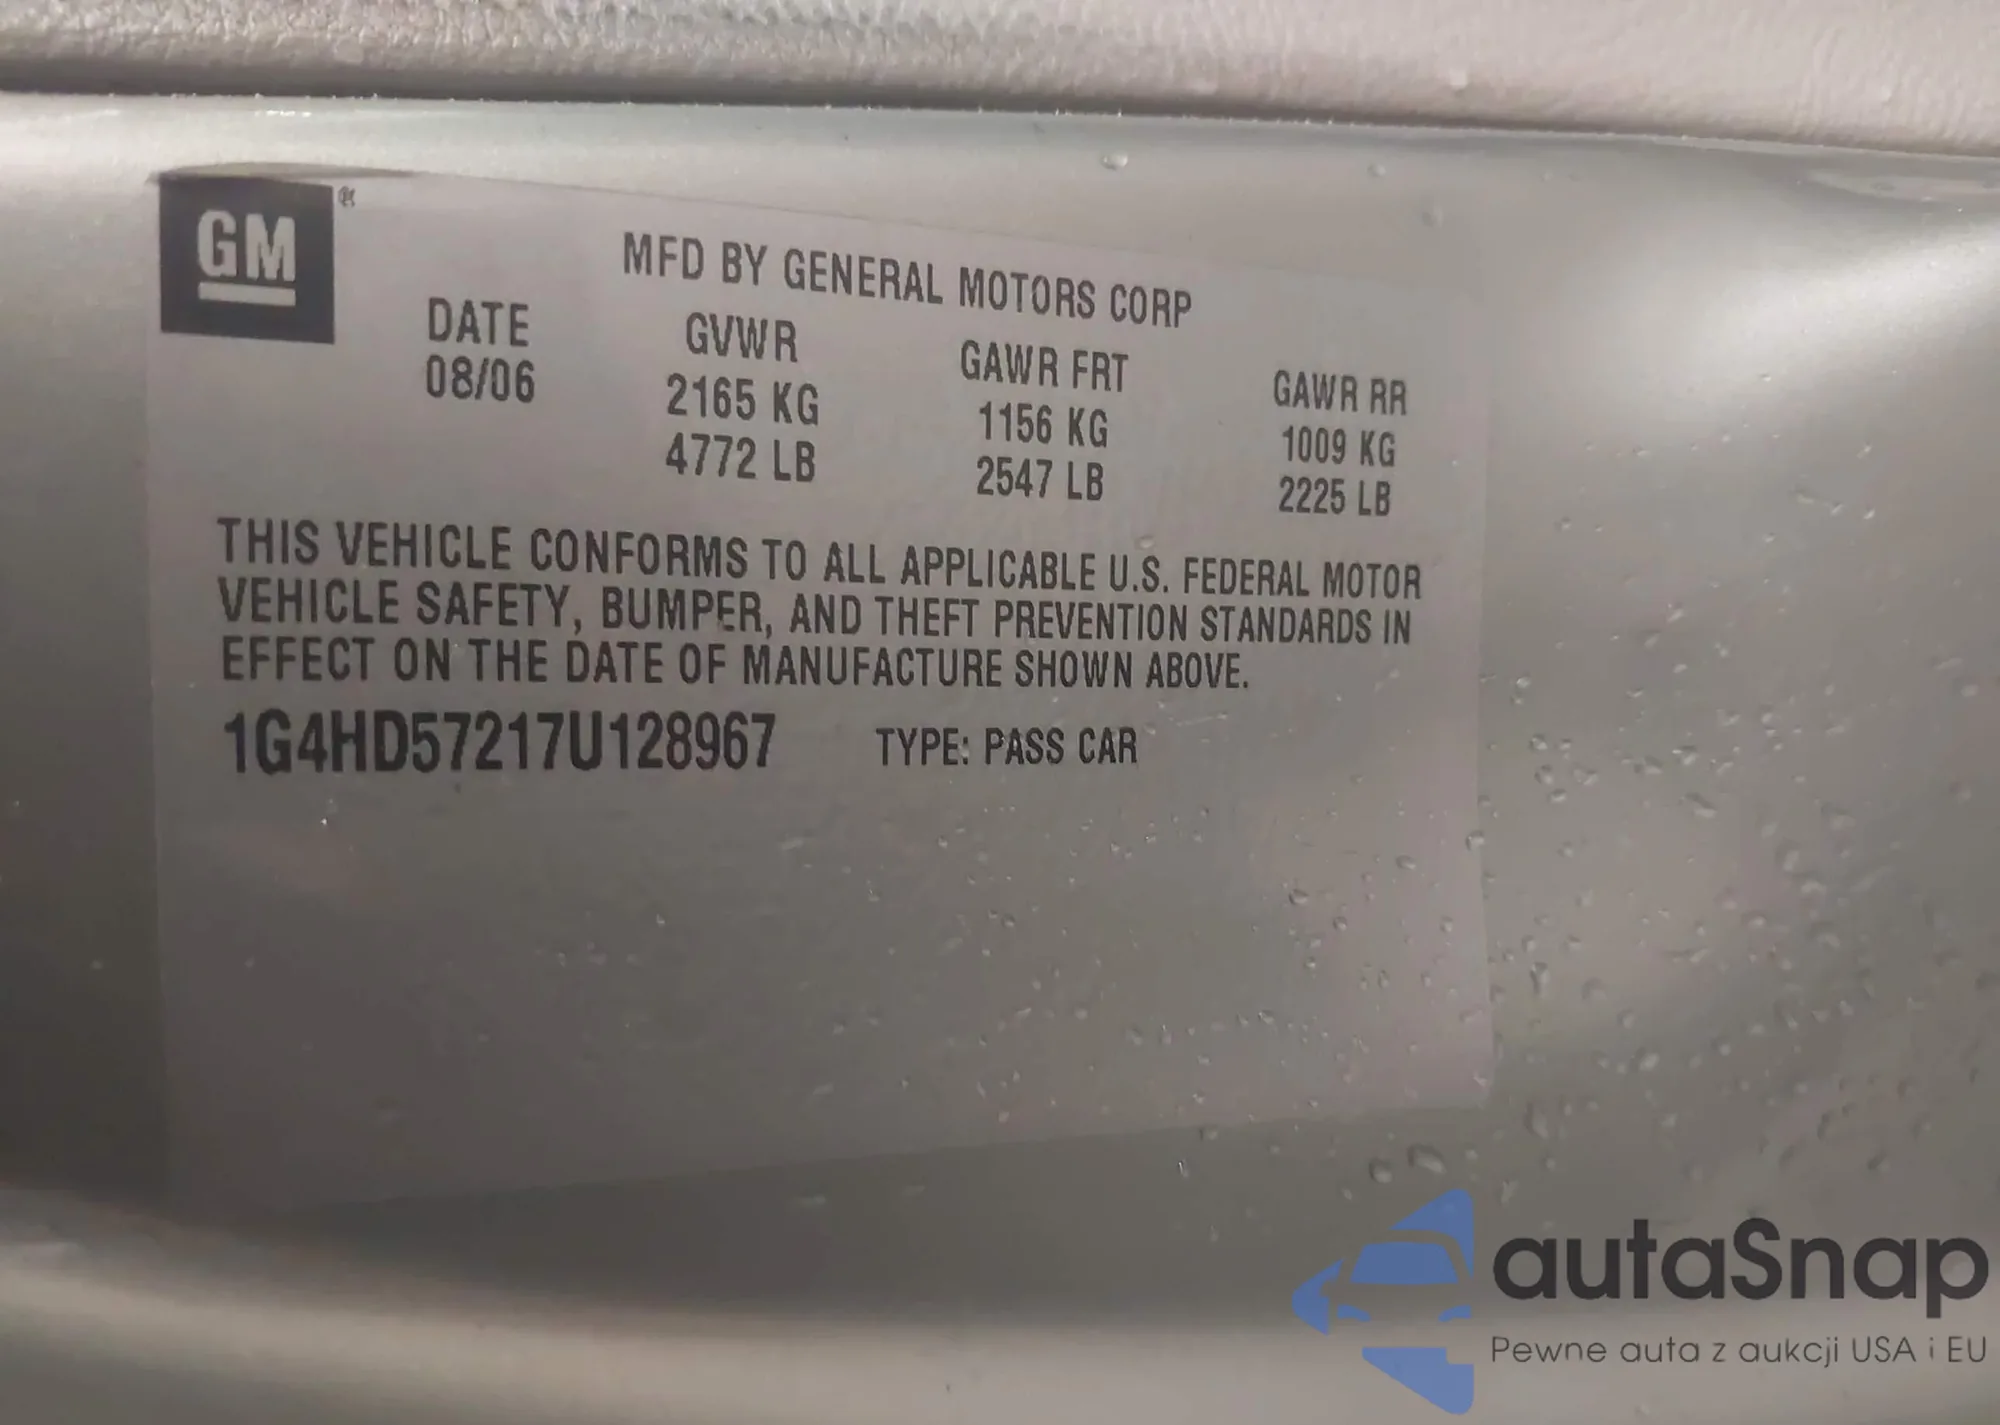 GM®
MFD BY GENERAL MOTORS CORP
DATE GVWR GAWR FRT GAWR RR
08/06 2165 KG 1156 KG 1009 KG
4772 LB 2547 LB 2225 LB
THIS VEHICLE CONFORMS TO ALL APPLICABLE U.S. FEDERAL MOTOR
VEHICLE SAFETY, BUMPER, AND THEFT PREVENTION STANDARDS IN
EFFECT ON THE DATE OF MANUFACTURE SHOWN ABOVE.
1G4HD57217U128967 TYPE: PASS CAR
autaSnap
Pewne auta z aukcji USA i EU